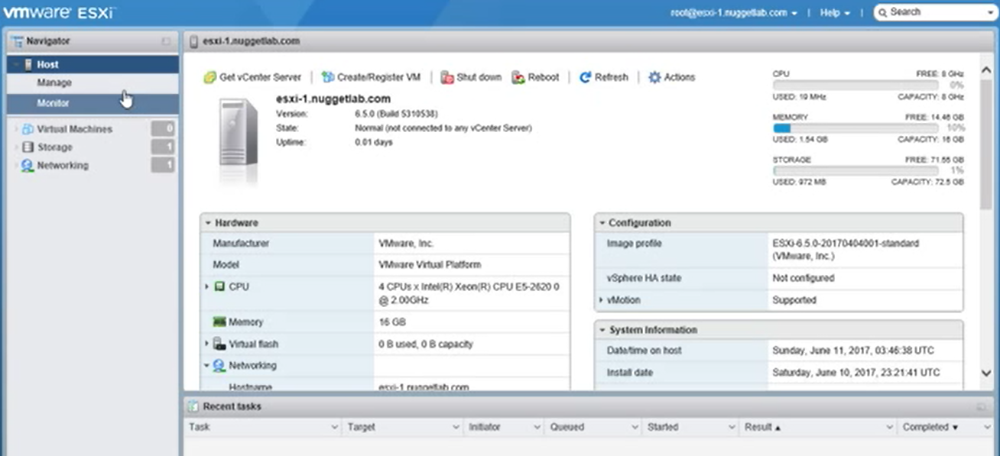 vmware ESXi
root@esxi-1.nuggetlab.com
Help
Search
Navigator
Host
Manage
Monitor
Virtual Machines 0
Storage 1
Networking 1
esxi-1.nuggetlab.com
Get vCenter Server
Create/Register VM
Shut down
Reboot
Refresh
Actions
esxi-1.nuggetlab.com
Version: 6.5.0 (Build 5310538)
State: Normal (not connected to any vCenter Server)
Uptime: 0.01 days
CPU FREE: 8 GHz
0%
USED: 19 MHz CAPACITY: 8 GHz
MEMORY FREE: 14.46 GB
10%
USED: 1.54 GB CAPACITY: 16 GB
STORAGE FREE: 71.55 GB
1%
USED: 972 MB CAPACITY: 72.5 GB
Hardware
Manufacturer VMware, Inc.
Model VMware Virtual Platform
CPU 4 CPUs x Intel(R) Xeon(R) CPU E5-2620 0
@ 2.00GHz
Memory 16 GB
Virtual flash 0 B used, 0 B capacity
Networking
Hostname esxi-1.nuggetlab.com
Configuration
Image profile ESXi-6.5.0-20170404001-standard
(VMware, Inc.)
vSphere HA state Not configured
vMotion Supported
System Information
Date/time on host Sunday, June 11, 2017, 03:46:38 UTC
Install date Saturday, June 10, 2017, 23:21:41 UTC
Recent tasks
Task Target Initiator Queued Started Result Completed